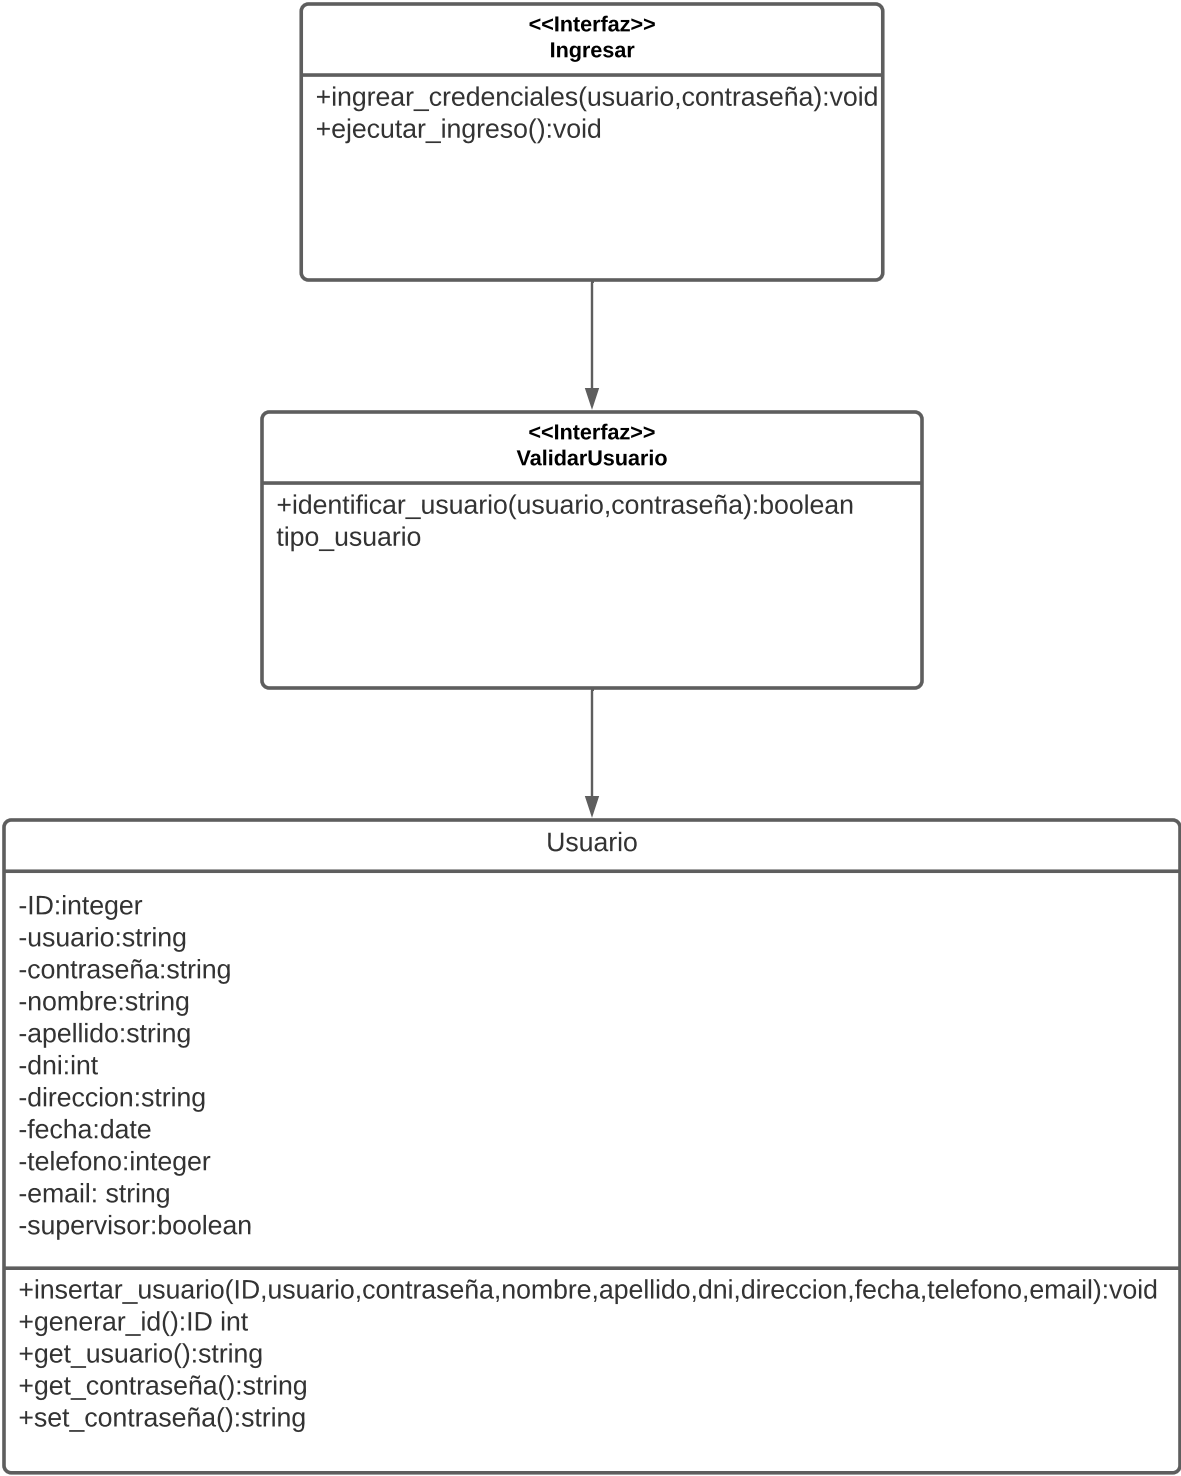 <<Interfaz>>
Ingresar
+ingrear_credenciales(usuario,contraseña):void
+ejecutar_ingreso():void
<<Interfaz>>
ValidarUsuario
+identificar_usuario(usuario,contraseña):boolean
tipo_usuario
Usuario
-ID:integer
-usuario:string
-contraseña:string
-nombre:string
-apellido:string
-dni:int
-direccion:string
-fecha:date
-telefono:integer
-email: string
-supervisor:boolean
+insertar_usuario(ID,usuario,contraseña,nombre,apellido,dni,direccion,fecha,telefono,email):void
+generar_id():ID int
+get_usuario():string
+get_contraseña():string
+set_contraseña():string